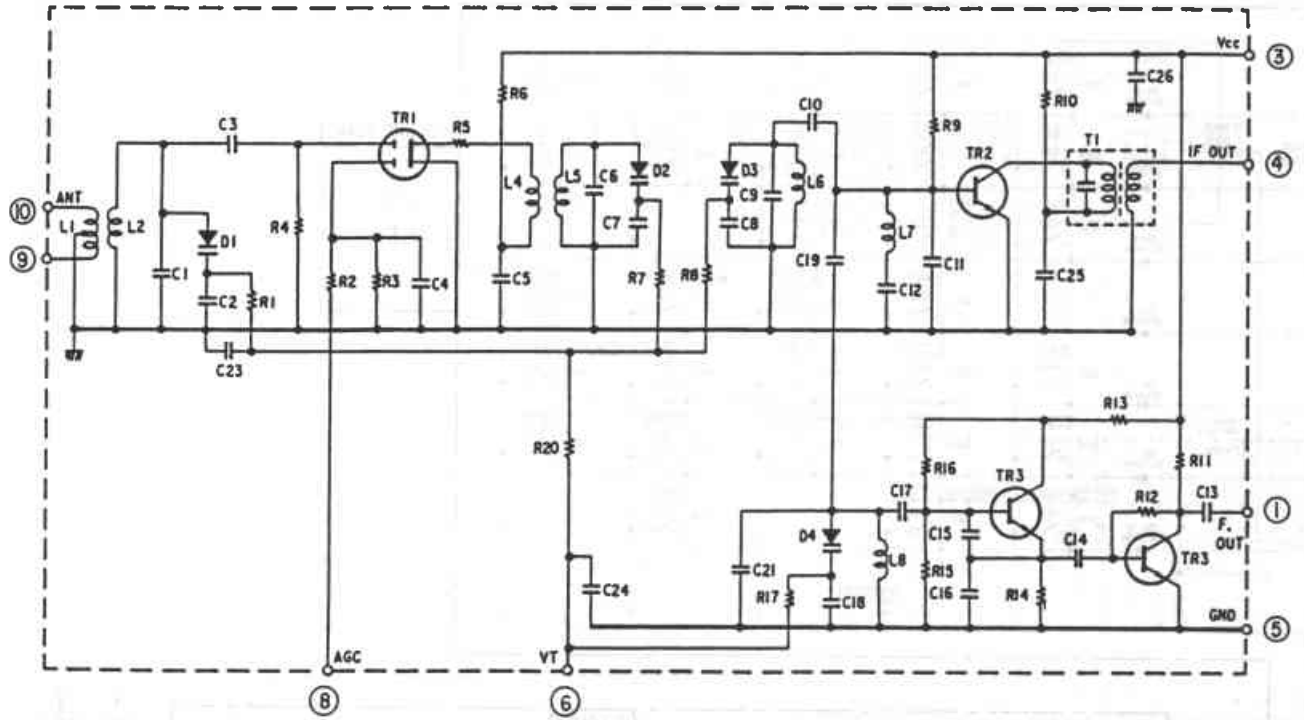 Vcc ③
C26
R6
C10
R10
C3
TR1
R5
R9
TR2
T1
IF OUT ④
⑩ ANT
L1
L2
D1
R4
L4
L5
C6
D2
D3
C9
L6
C7
C8
L7
⑨
C1
C2
R1
R2
R3
C4
C5
R7
R8
C19
C12
C11
C25
C23
R13
R20
R16
R11
C17
TR3
R12
C13
①
F. OUT
D4
C15
C14
C21
L8
R15
TR3
C24
R17
C18
C16
R14
GND ⑤
AGC
VT
⑧
⑥